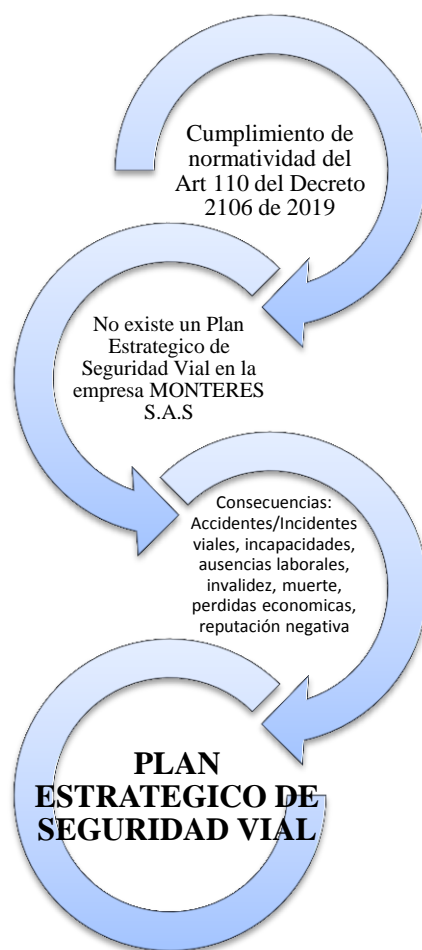 Cumplimiento de
normatividad del
Art 110 del Decreto
2106 de 2019
No existe un Plan
Estrategico de
Seguridad Vial en la
empresa MONTERES
S.A.S
Consecuencias:
Accidentes/Incidentes
viales, incapacidades,
ausencias laborales,
invalidez, muerte,
perdidas economicas,
reputación negativa
PLAN
ESTRATEGICO DE
SEGURIDAD VIAL